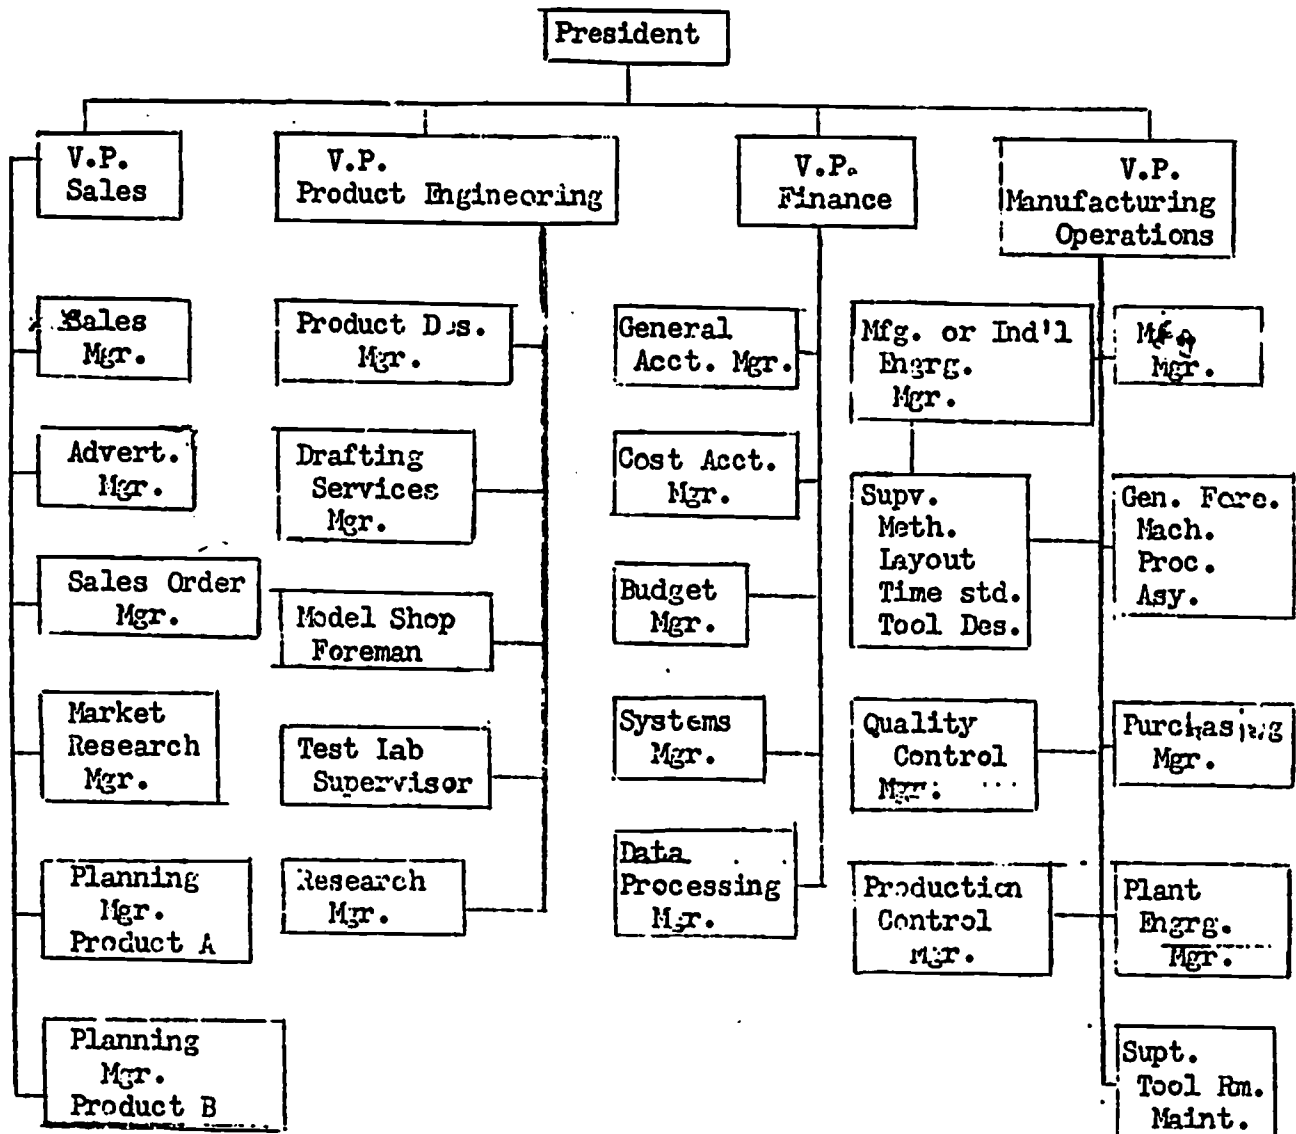 President
V.P.
Sales
V.P.
Product Engineering
V.P.
Finance
V.P.
Manufacturing
Operations
Sales
Mgr.
Product Des.
Mgr.
General
Acct. Mgr.
Mfg. or Ind'l
Engrg.
Mgr.
Mfg.
Mgr.
Advert.
Mgr.
Drafting
Services
Mgr.
Cost Acct.
Mgr.
Supv.
Meth.
Layout
Time std.
Tool Des.
Gen. Fore.
Mach.
Proc.
Asy.
Sales Order
Mgr.
Model Shop
Foreman
Budget
Mgr.
Market
Research
Mgr.
Test Lab
Supervisor
Systems
Mgr.
Quality
Control
Mgr.
Purchasing
Mgr.
Planning
Mgr.
Product A
Research
Mgr.
Data
Processing
Mgr.
Production
Control
Mgr.
Plant
Engrg.
Mgr.
Planning
Mgr.
Product B
Supt.
Tool Rm.
Maint.